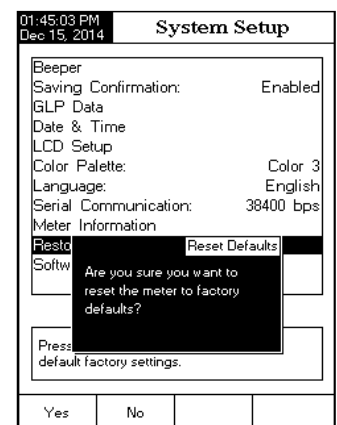 01:45:03 PM
Dec 15, 2014
System Setup
Beeper
Saving Confirmation: Enabled
GLP Data
Date & Time
LCD Setup
Color Palette: Color 3
Language: English
Serial Communication: 38400 bps
Meter Information
Resto
Reset Defaults
Softw
Are you sure you want to
reset the meter to factory
defaults?
Press
default factory settings.
Yes No